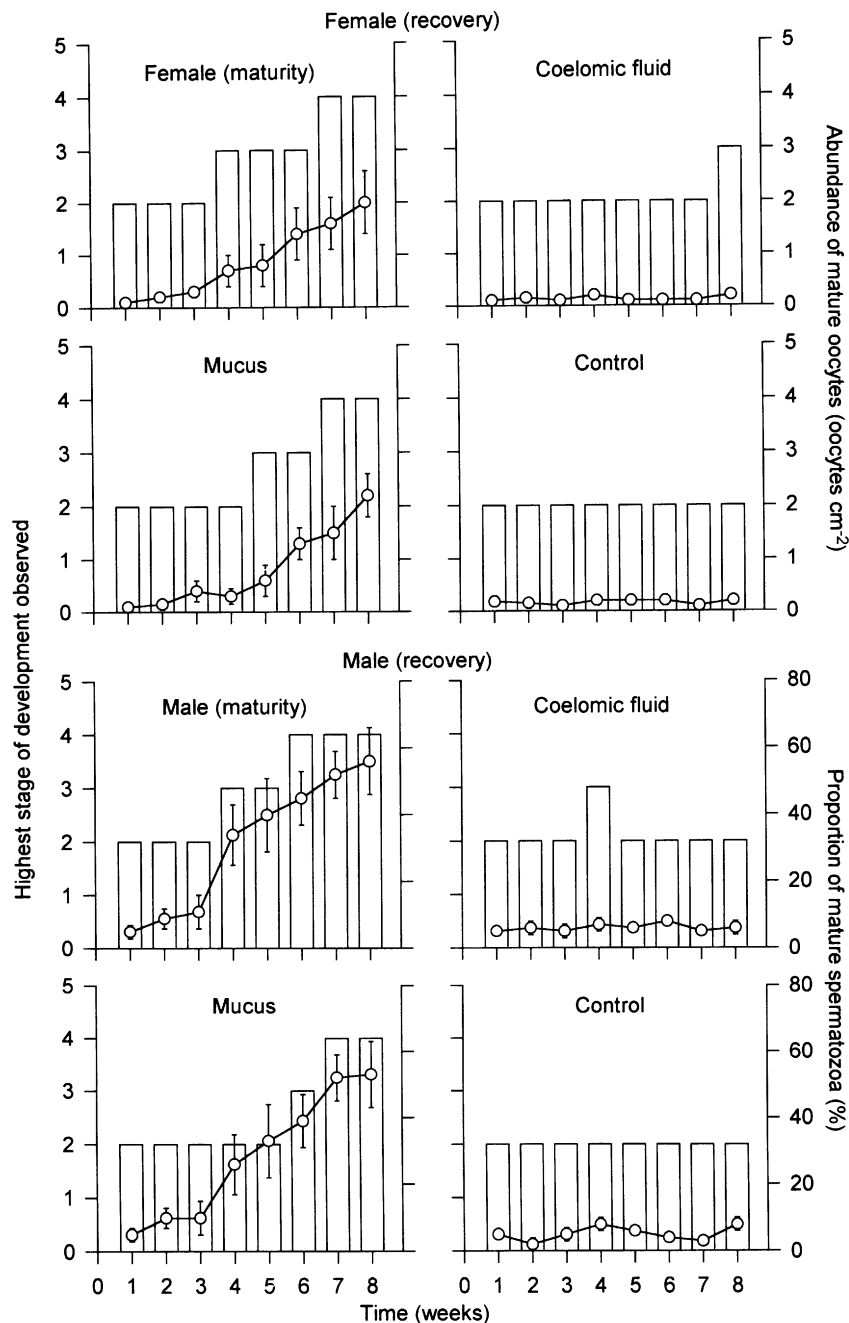 Female (recovery)
Female (maturity)
Coelomic fluid
5
4
3
2
1
0
5
4
3
2
1
0
Mucus
Control
5
4
3
2
1
0
5
4
3
2
1
0
Abundance of mature oocytes (oocytes cm-2)
Highest stage of development observed
Male (recovery)
Male (maturity)
Coelomic fluid
5
4
3
2
1
0
80
60
40
20
0
Mucus
Control
5
4
3
2
1
0
80
60
40
20
0
Proportion of mature spermatozoa (%)
0 1 2 3 4 5 6 7 8
0 1 2 3 4 5 6 7 8
Time (weeks)